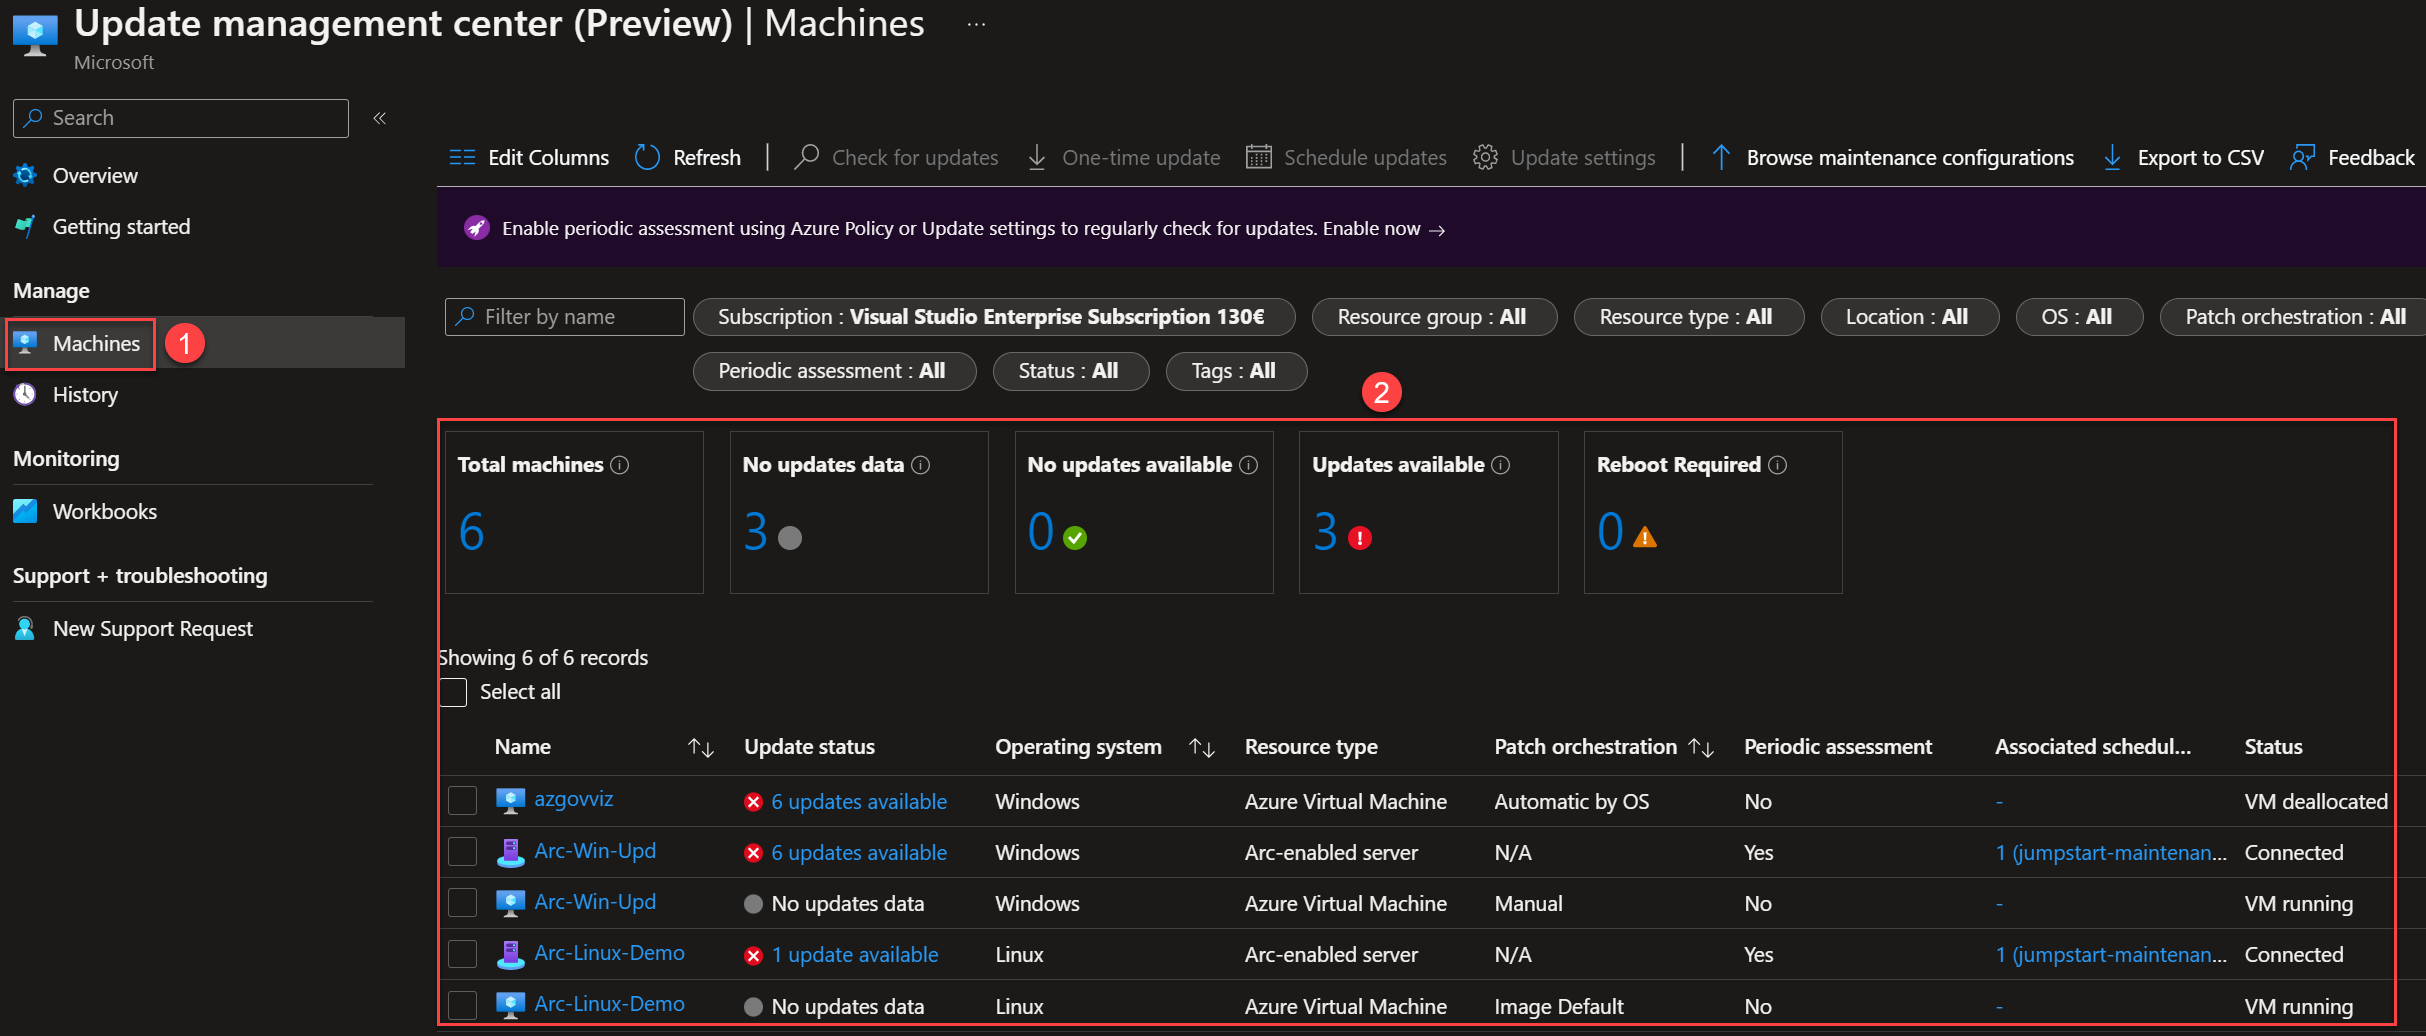 Update management center (Preview) | Machines ...
Microsoft
Search
«
Overview
Getting started
Manage
Machines
1
History
Monitoring
Workbooks
Support + troubleshooting
New Support Request
Edit Columns Refresh Check for updates One-time update Schedule updates Update settings Browse maintenance configurations Export to CSV Feedback
Enable periodic assessment using Azure Policy or Update settings to regularly check for updates. Enable now →
Filter by name Subscription : Visual Studio Enterprise Subscription 130€ Resource group : All Resource type : All Location : All OS : All Patch orchestration : All
Periodic assessment : All Status : All Tags : All
2
Total machines No updates data No updates available Updates available Reboot Required
6 3 0 3 0
Showing 6 of 6 records
Select all
Name Update status Operating system Resource type Patch orchestration Periodic assessment Associated schedul... Status
azgovviz 6 updates available Windows Azure Virtual Machine Automatic by OS No - VM deallocated
Arc-Win-Upd 6 updates available Windows Arc-enabled server N/A Yes 1 (jumpstart-maintenan... Connected
Arc-Win-Upd No updates data Windows Azure Virtual Machine Manual No - VM running
Arc-Linux-Demo 1 update available Linux Arc-enabled server N/A Yes 1 (jumpstart-maintenan... Connected
Arc-Linux-Demo No updates data Linux Azure Virtual Machine Image Default No - VM running